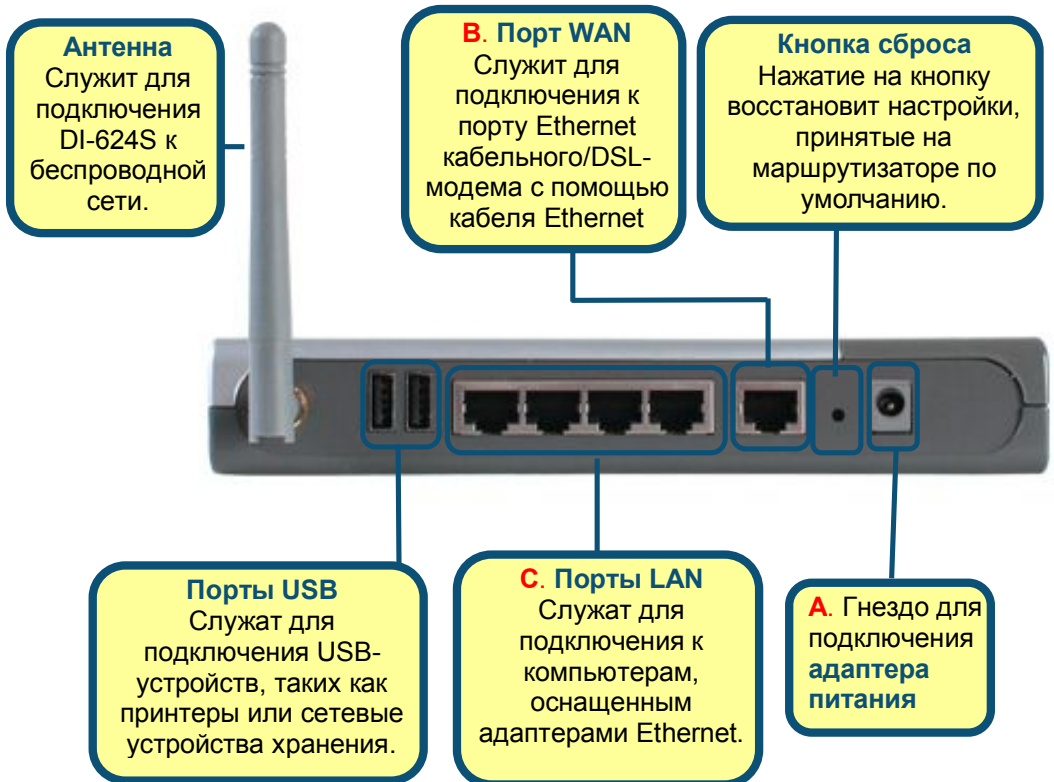 Антенна
Служит для
подключения
DI-624S к
беспроводной
сети.
B. Порт WAN
Служит для
подключения к
порту Ethernet
кабельного/DSL-
модема с помощью
кабеля Ethernet
Кнопка сброса
Нажатие на кнопку
восстановит настройки,
принятые на
маршрутизаторе по
умолчанию.
Порты USB
Служат для
подключения USB-
устройств, таких как
принтеры или сетевые
устройства хранения.
C. Порты LAN
Служат для
подключения к
компьютерам,
оснащенным
адаптерами Ethernet.
A. Гнездо для
подключения
адаптера
питания